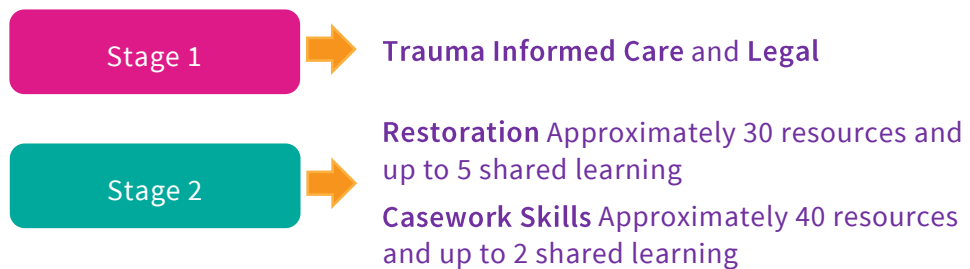 Stage 1
Trauma Informed Care and Legal
Stage 2
Restoration Approximately 30 resources and
up to 5 shared learning
Casework Skills Approximately 40 resources
and up to 2 shared learning